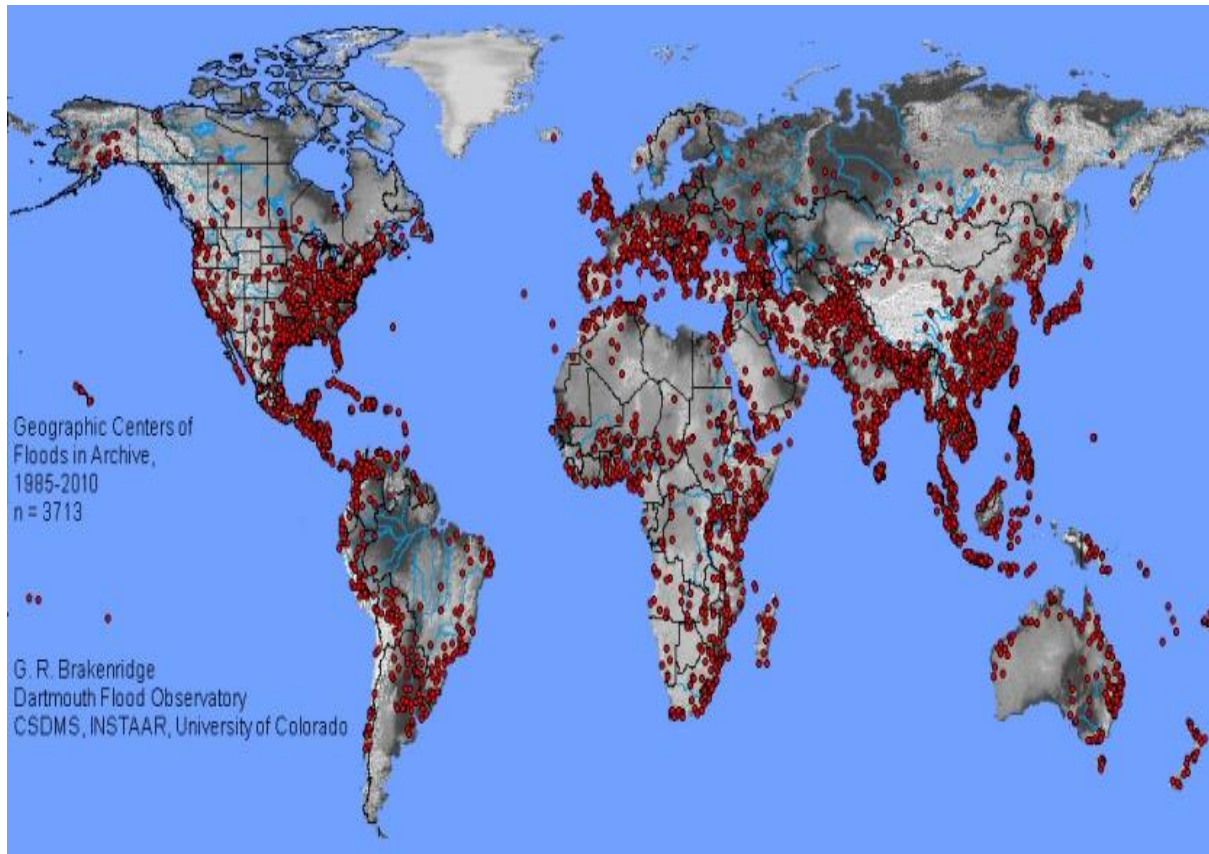 Geographic Centers of
Floods in Archive,
1985-2010
n = 3713
G. R. Brakenridge
Dartmouth Flood Observatory
CSDMS, INSTAAR, University of Colorado